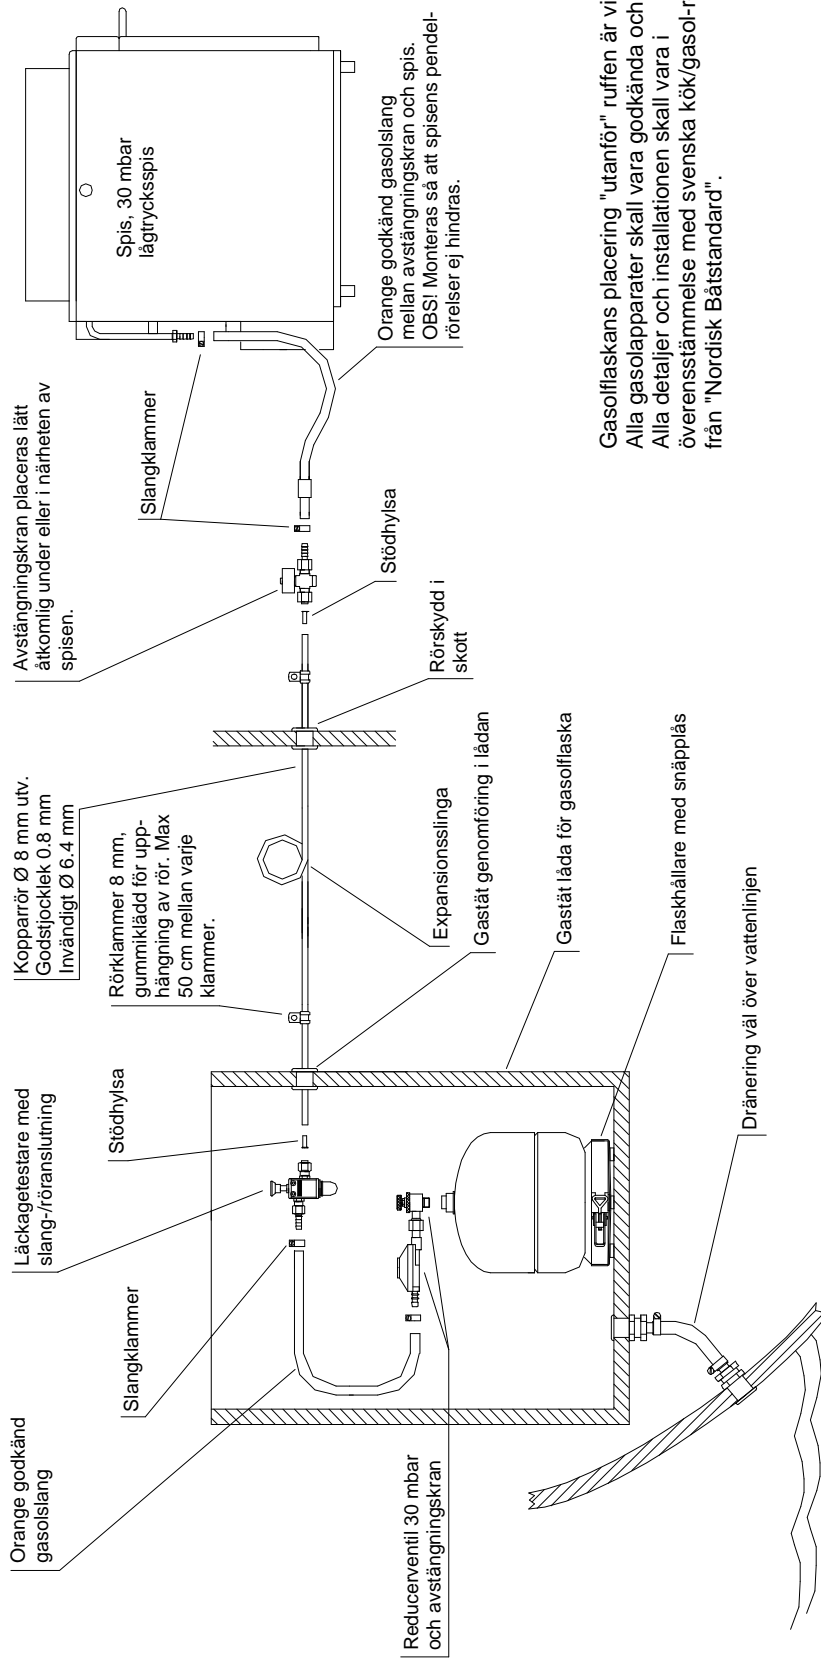 Orange godkänd
gasolslang
Slangklammer
Läckagetestare med
slang-/röranslutning
Stödhylsa
Kopparrör Ø 8 mm utv.
Godstjocklek 0.8 mm
Invändigt Ø 6.4 mm
Rörklammer 8 mm,
gummiklädd för upp-
hängning av rör. Max
50 cm mellan varje
klammer.
Avstängningskran placeras lätt
åtkomlig under eller i närheten av
spisen.
Slangklammer
Spis, 30 mbar
lågtrycksspis
Reducerventil 30 mbar
och avstängningskran
Expansionsslinga
Gastät genomföring i lådan
Gastät låda för gasolflaska
Flaskhållare med snäpplås
Dränering väl över vattenlinjen
Rörskydd i
skott
Stödhylsa
Orange godkänd gasolslang
mellan avstängningskran och spis.
OBS! Monteras så att spisens pendel-
rörelser ej hindras.
Gasolflaskans placering "utanför" ruffen är vi
Alla gasolapparater skall vara godkända och
Alla detaljer och installationen skall vara i
överensstämmelse med svenska kök/gasol-r
från "Nordisk Båtstandard".